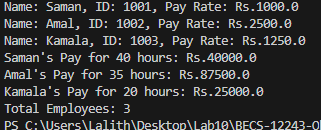 Name: Saman, ID: 1001, Pay Rate: Rs.1000.0
Name: Amal, ID: 1002, Pay Rate: Rs.2500.0
Name: Kamala, ID: 1003, Pay Rate: Rs.1250.0
Saman's Pay for 40 hours: Rs.40000.0
Amal's Pay for 35 hours: Rs.87500.0
Kamala's Pay for 20 hours: Rs.25000.0
Total Employees: 3
PS C:\Users\Lalith\Desktop\Lab10\BECS-12243-Ob